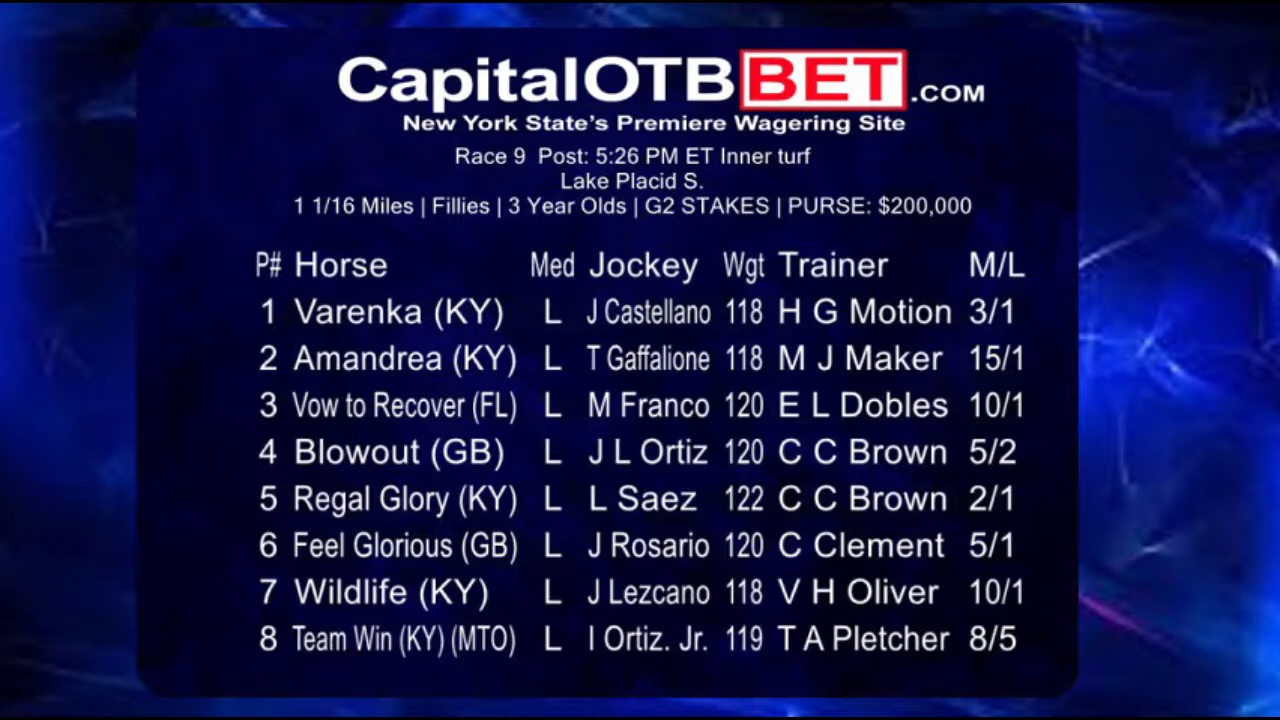 CapitalOTBBET.COM
New York State's Premiere Wagering Site
Race 9 Post: 5:26 PM ET Inner turf
Lake Placid S.
1 1/16 Miles | Fillies | 3 Year Olds | G2 STAKES | PURSE: $200,000
P# Horse Med Jockey Wgt Trainer M/L
1 Varenka (KY) L J Castellano 118 H G Motion 3/1
2 Amandrea (KY) L T Gaffalione 118 M J Maker 15/1
3 Vow to Recover (FL) L M Franco 120 E L Dobles 10/1
4 Blowout (GB) L J L Ortiz 120 C C Brown 5/2
5 Regal Glory (KY) L L Saez 122 C C Brown 2/1
6 Feel Glorious (GB) L J Rosario 120 C Clement 5/1
7 Wildlife (KY) L J Lezcano 118 V H Oliver 10/1
8 Team Win (KY) (MTO) L I Ortiz. Jr. 119 T A Pletcher 8/5